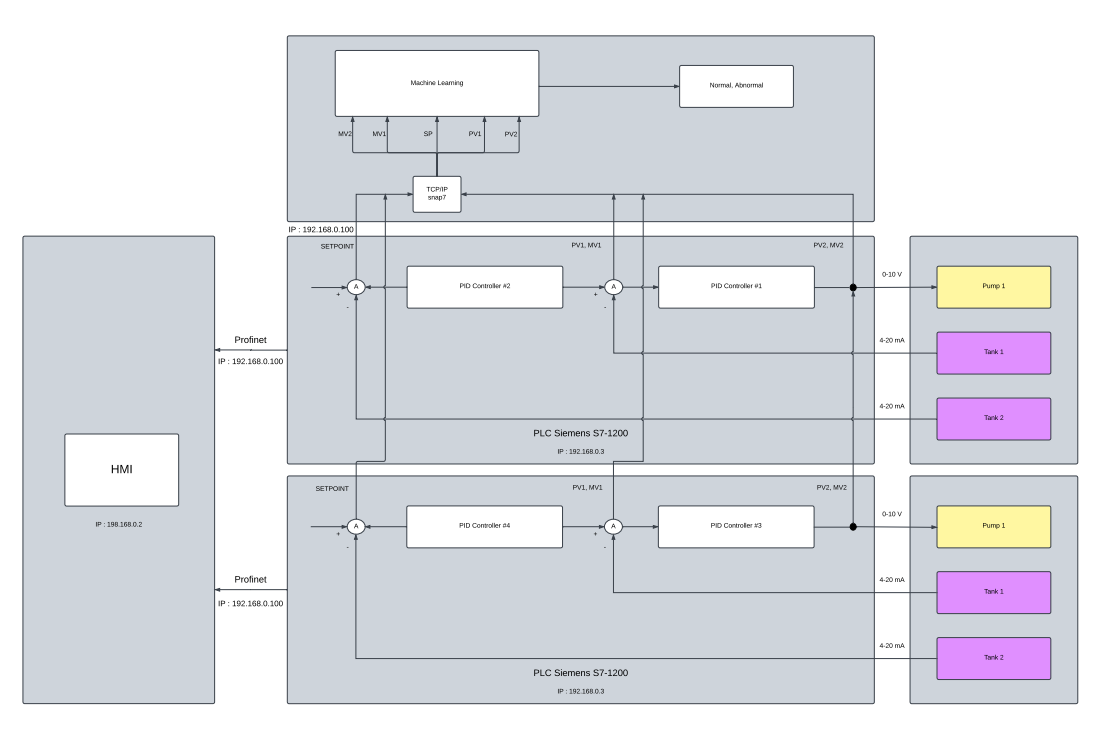 Machine Learning
Normal, Abnormal
MV2
MV1
SP
PV1
PV2
TCP/IP
snap7
IP : 192.168.0.100
SETPOINT
PV1, MV1
PV2, MV2
PID Controller #2
PID Controller #1
A
A
+
-
+
-
0-10 V
Pump 1
4-20 mA
Tank 1
4-20 mA
Tank 2
Profinet
IP : 192.168.0.100
PLC Siemens S7-1200
IP : 192.168.0.3
HMI
IP : 198.168.0.2
SETPOINT
PV1, MV1
PV2, MV2
PID Controller #4
PID Controller #3
A
A
+
-
+
-
0-10 V
Pump 1
4-20 mA
Tank 1
4-20 mA
Tank 2
Profinet
IP : 192.168.0.100
PLC Siemens S7-1200
IP : 192.168.0.3